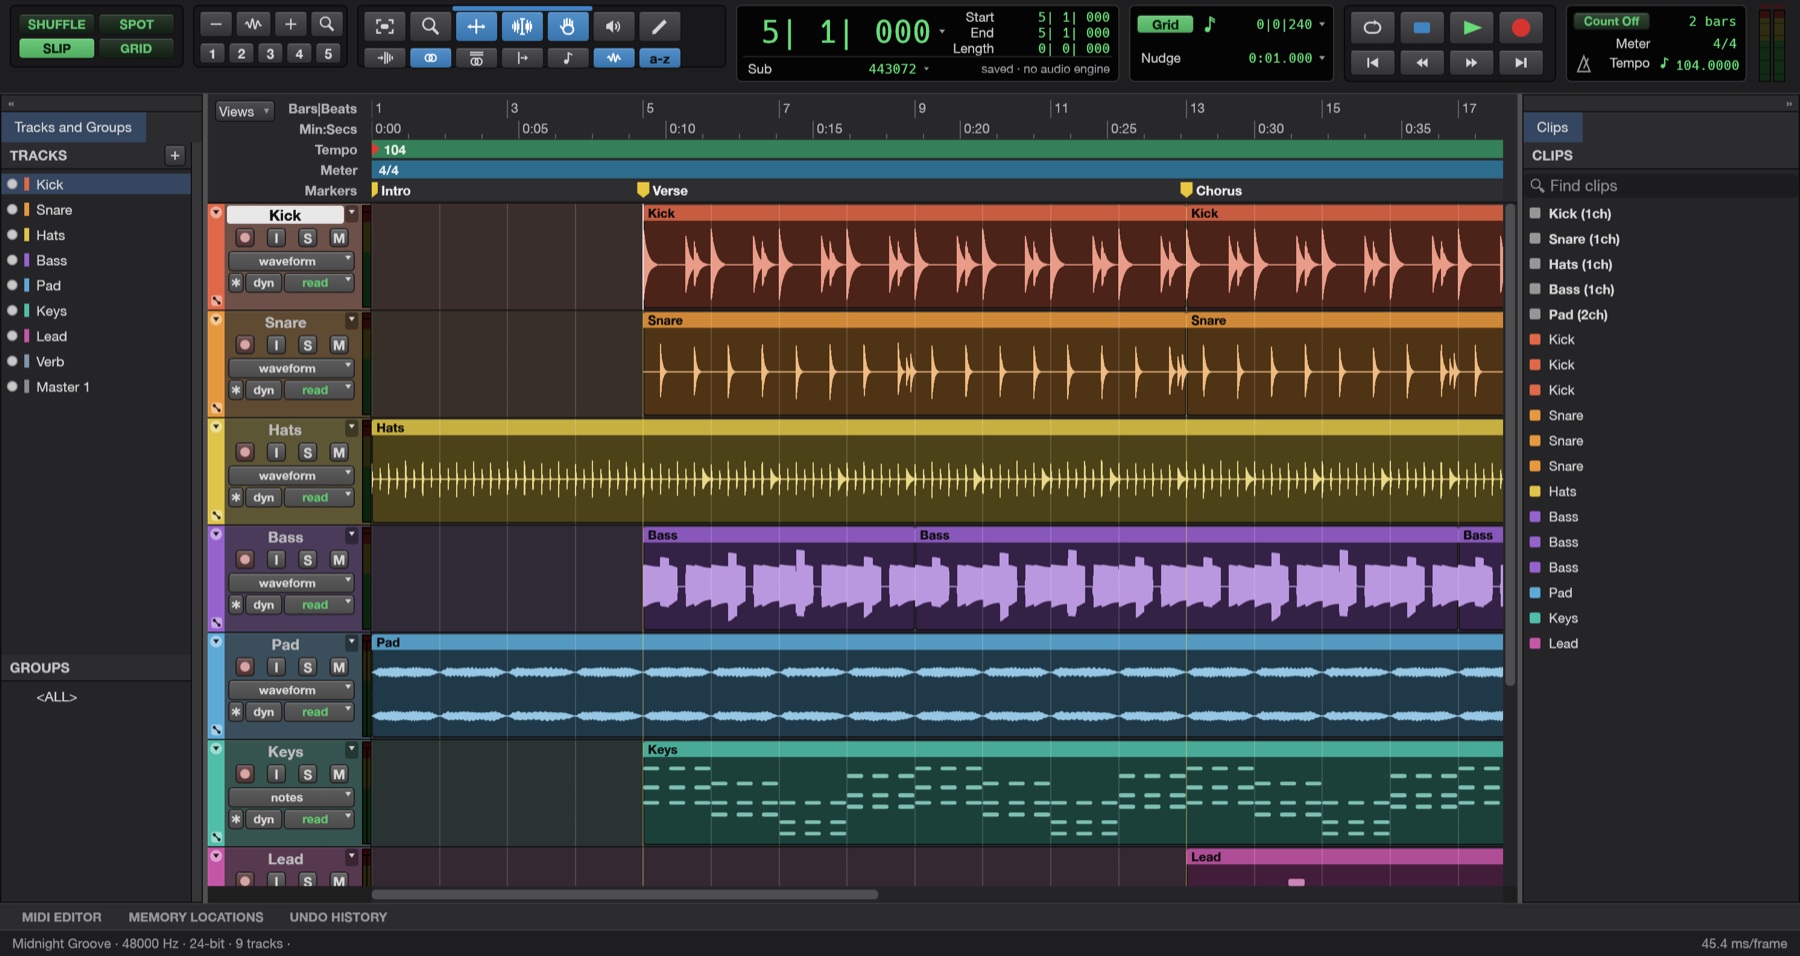 SHUFFLE SPOT
SLIP GRID
1 2 3 4 5
a-z
5| 1| 000
Start 5| 1| 000
End 5| 1| 000
Length 0| 0| 000
Sub 443072
saved · no audio engine
Grid 0|0|240
Nudge 0:01.000
Count Off 2 bars
Meter 4/4
Tempo 104.0000
«
Tracks and Groups
TRACKS +
Kick
Snare
Hats
Bass
Pad
Keys
Lead
Verb
Master 1
GROUPS
<ALL>
Views
Bars|Beats 1 3 5 7 9 11 13 15 17
Min:Secs 0:00 0:05 0:10 0:15 0:20 0:25 0:30 0:35
Tempo 104
Meter 4/4
Markers Intro Verse Chorus
Kick
I S M
waveform
* dyn read
Kick Kick
Snare
I S M
waveform
* dyn read
Snare Snare
Hats
I S M
waveform
* dyn read
Hats
Bass
I S M
waveform
* dyn read
Bass Bass Bass
Pad
I S M
waveform
* dyn read
Pad
Keys
I S M
notes
* dyn read
Keys
Lead
I S M
Lead
»
Clips
CLIPS
Find clips
Kick (1ch)
Snare (1ch)
Hats (1ch)
Bass (1ch)
Pad (2ch)
Kick
Kick
Kick
Snare
Snare
Snare
Hats
Bass
Bass
Bass
Pad
Keys
Lead
MIDI EDITOR MEMORY LOCATIONS UNDO HISTORY
Midnight Groove · 48000 Hz · 24-bit · 9 tracks ·
45.4 ms/frame